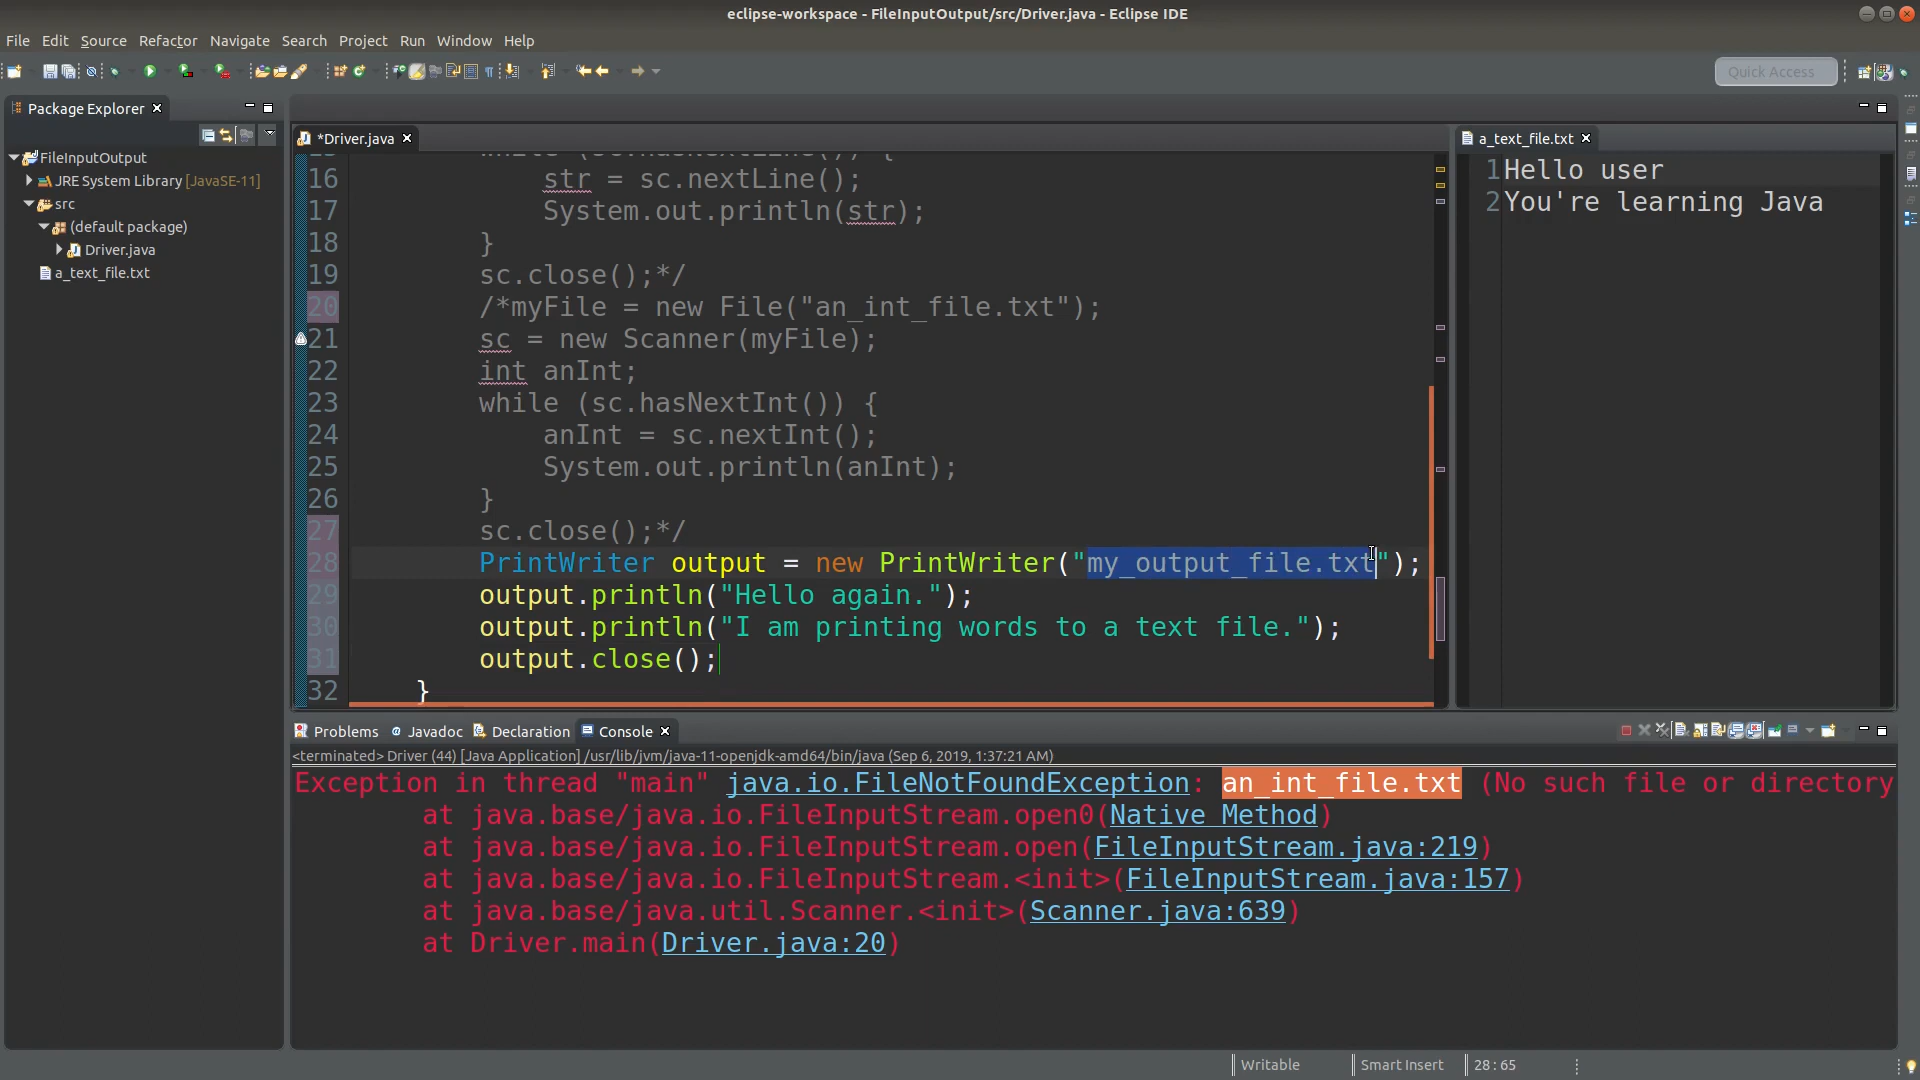 eclipse-workspace - FileInputOutput/src/Driver.java - Eclipse IDE
File Edit Source Refactor Navigate Search Project Run Window Help
Quick Access
Package Explorer
FileInputOutput
JRE System Library [JavaSE-11]
src
(default package)
Driver.java
a_text_file.txt
*Driver.java
16 str = sc.nextLine();
17 System.out.println(str);
18 }
19 sc.close();*/
20 /*myFile = new File("an_int_file.txt");
21 sc = new Scanner(myFile);
22 int anInt;
23 while (sc.hasNextInt()) {
24 anInt = sc.nextInt();
25 System.out.println(anInt);
26 }
27 sc.close();*/
28 PrintWriter output = new PrintWriter("my_output_file.txt");
29 output.println("Hello again.");
30 output.println("I am printing words to a text file.");
31 output.close();
32 }
a_text_file.txt
1 Hello user
2 You're learning Java
Problems Javadoc Declaration Console
<terminated> Driver (44) [Java Application] /usr/lib/jvm/java-11-openjdk-amd64/bin/java (Sep 6, 2019, 1:37:21 AM)
Exception in thread "main" java.io.FileNotFoundException: an_int_file.txt (No such file or directory
at java.base/java.io.FileInputStream.open0(Native Method)
at java.base/java.io.FileInputStream.open(FileInputStream.java:219)
at java.base/java.io.FileInputStream.<init>(FileInputStream.java:157)
at java.base/java.util.Scanner.<init>(Scanner.java:639)
at Driver.main(Driver.java:20)
Writable Smart Insert 28:65